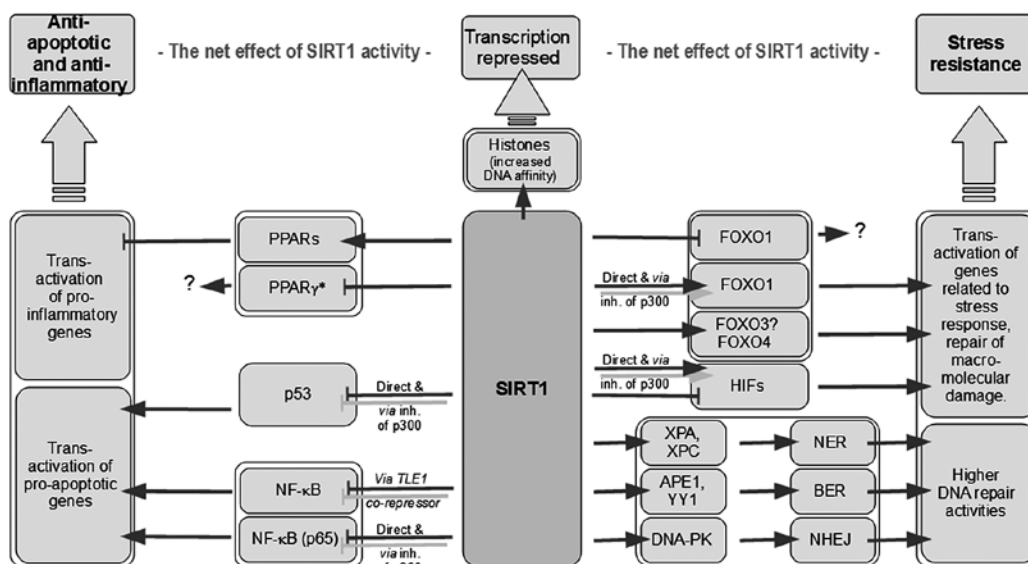 Anti-
apoptotic
and anti-
inflammatory
- The net effect of SIRT1 activity -
Transcription
repressed
- The net effect of SIRT1 activity -
Stress
resistance
Histones
(increased
DNA affinity)
Trans-
activation
of pro-
inflammatory
genes
Trans-
activation of
pro-apoptotic
genes
PPARs
?
PPARγ*
p53
Direct &
via inh.
of p300
NF-κB
Via TLE1
co-repressor
NF-κB (p65)
Direct &
via inh.
of p300
SIRT1
FOXO1
?
Direct & via
inh. of p300
FOXO1
FOXO3?
FOXO4
Direct & via
inh. of p300
HIFs
XPA,
XPC
NER
APE1,
YY1
BER
DNA-PK
NHEJ
Trans-
activation of
genes
related to
stress
response,
repair of
macro-
molecular
damage.
Higher
DNA repair
activities